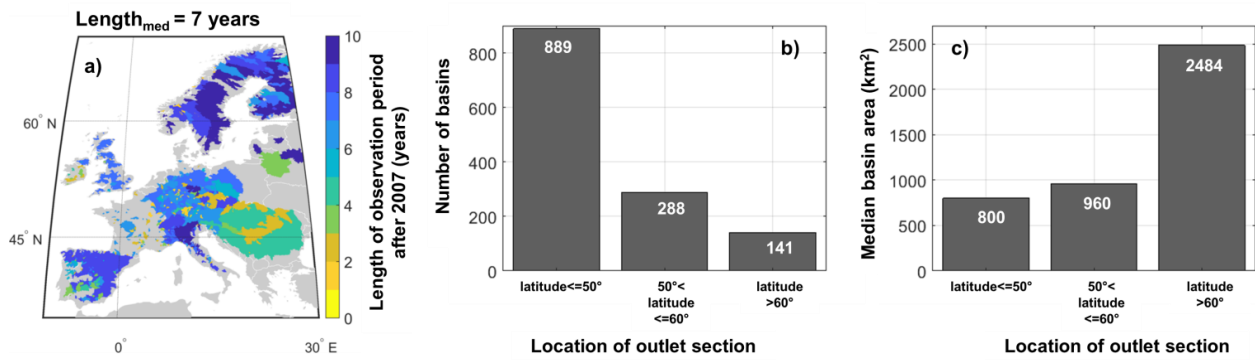 Length_med = 7 years
a)
60° N
45° N
0°
30° E
10
8
6
4
2
0
Length of observation period
after 2007 (years)
b)
Number of basins
800
600
400
200
0
889
288
141
latitude<=50°
50°<
latitude
<=60°
latitude
>60°
Location of outlet section
c)
Median basin area (km²)
2500
2000
1500
1000
500
0
800
960
2484
latitude<=50°
50°<
latitude
<=60°
latitude
>60°
Location of outlet section